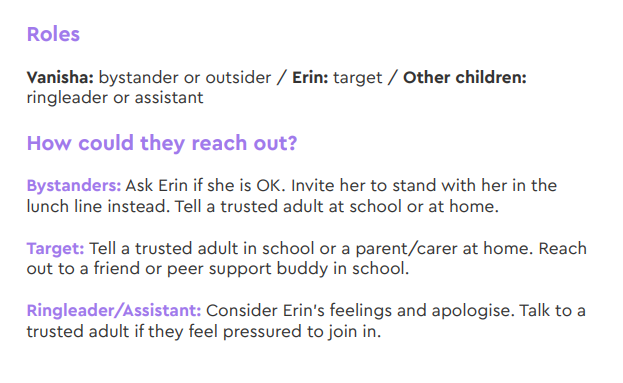 Roles
Vanisha: bystander or outsider / Erin: target / Other children:
ringleader or assistant
How could they reach out?
Bystanders: Ask Erin if she is OK. Invite her to stand with her in the
lunch line instead. Tell a trusted adult at school or at home.
Target: Tell a trusted adult in school or a parent/carer at home. Reach
out to a friend or peer support buddy in school.
Ringleader/Assistant: Consider Erin’s feelings and apologise. Talk to a
trusted adult if they feel pressured to join in.